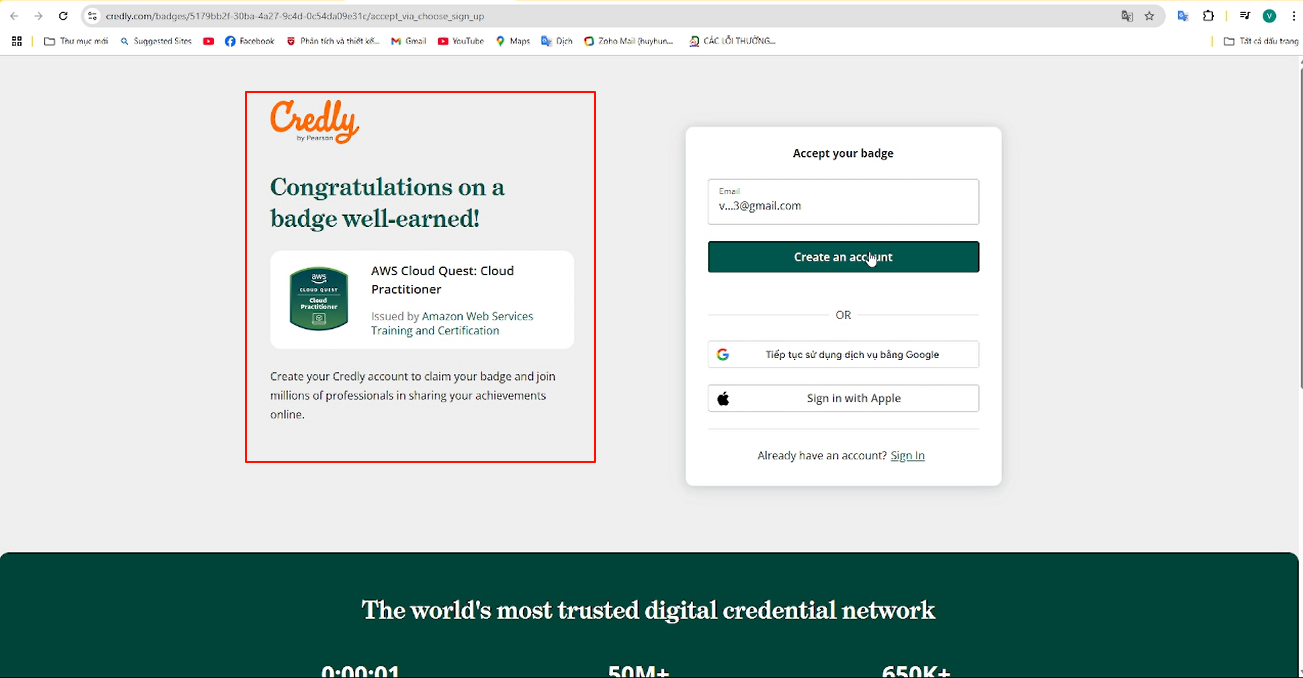 credly.com/badges/5179bb2f-30ba-4a27-9c4d-0c54da09e31c/accept_via_choose_sign_up
V
Thư mục mới
Suggested Sites
Facebook
Phân tích và thiết kế...
Gmail
YouTube
Maps
Dịch
Zoho Mail (huyhun...
CÁC LỖI THƯỜNG...
Tất cả dấu trang
Credly
by Pearson
Congratulations on a
badge well-earned!
aws
CLOUD QUEST
Cloud
Practitioner
AWS Cloud Quest: Cloud
Practitioner
Issued by Amazon Web Services
Training and Certification
Create your Credly account to claim your badge and join
millions of professionals in sharing your achievements
online.
Accept your badge
Email
v...3@gmail.com
Create an account
OR
Tiếp tục sử dụng dịch vụ bằng Google
Sign in with Apple
Already have an account? Sign In
The world's most trusted digital credential network
0:00:01
50M+
650K+